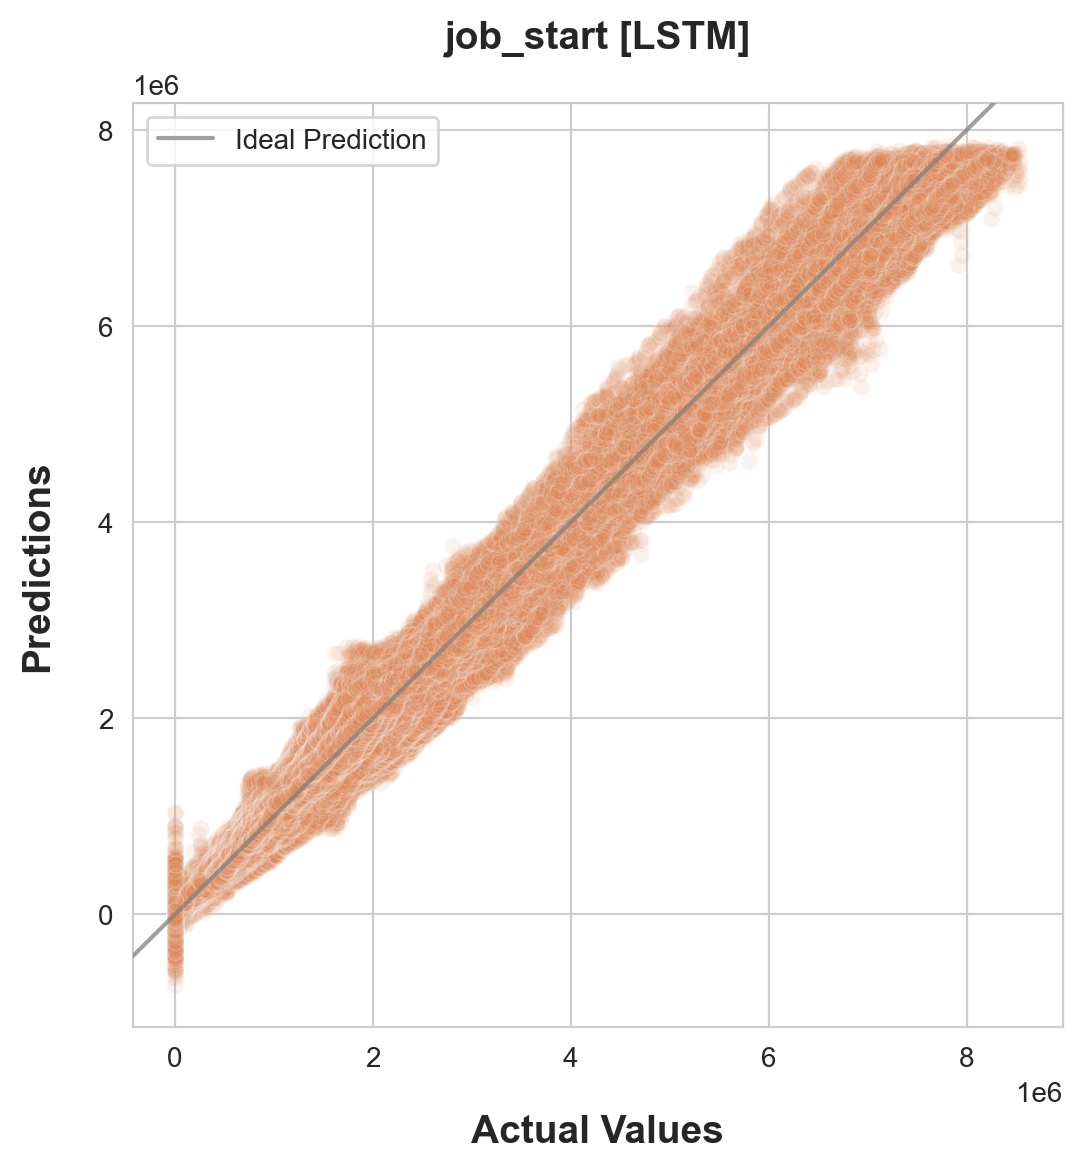 job_start [LSTM]
1e6
Ideal Prediction
8
6
4
2
0
Predictions
0 2 4 6 8
1e6
Actual Values